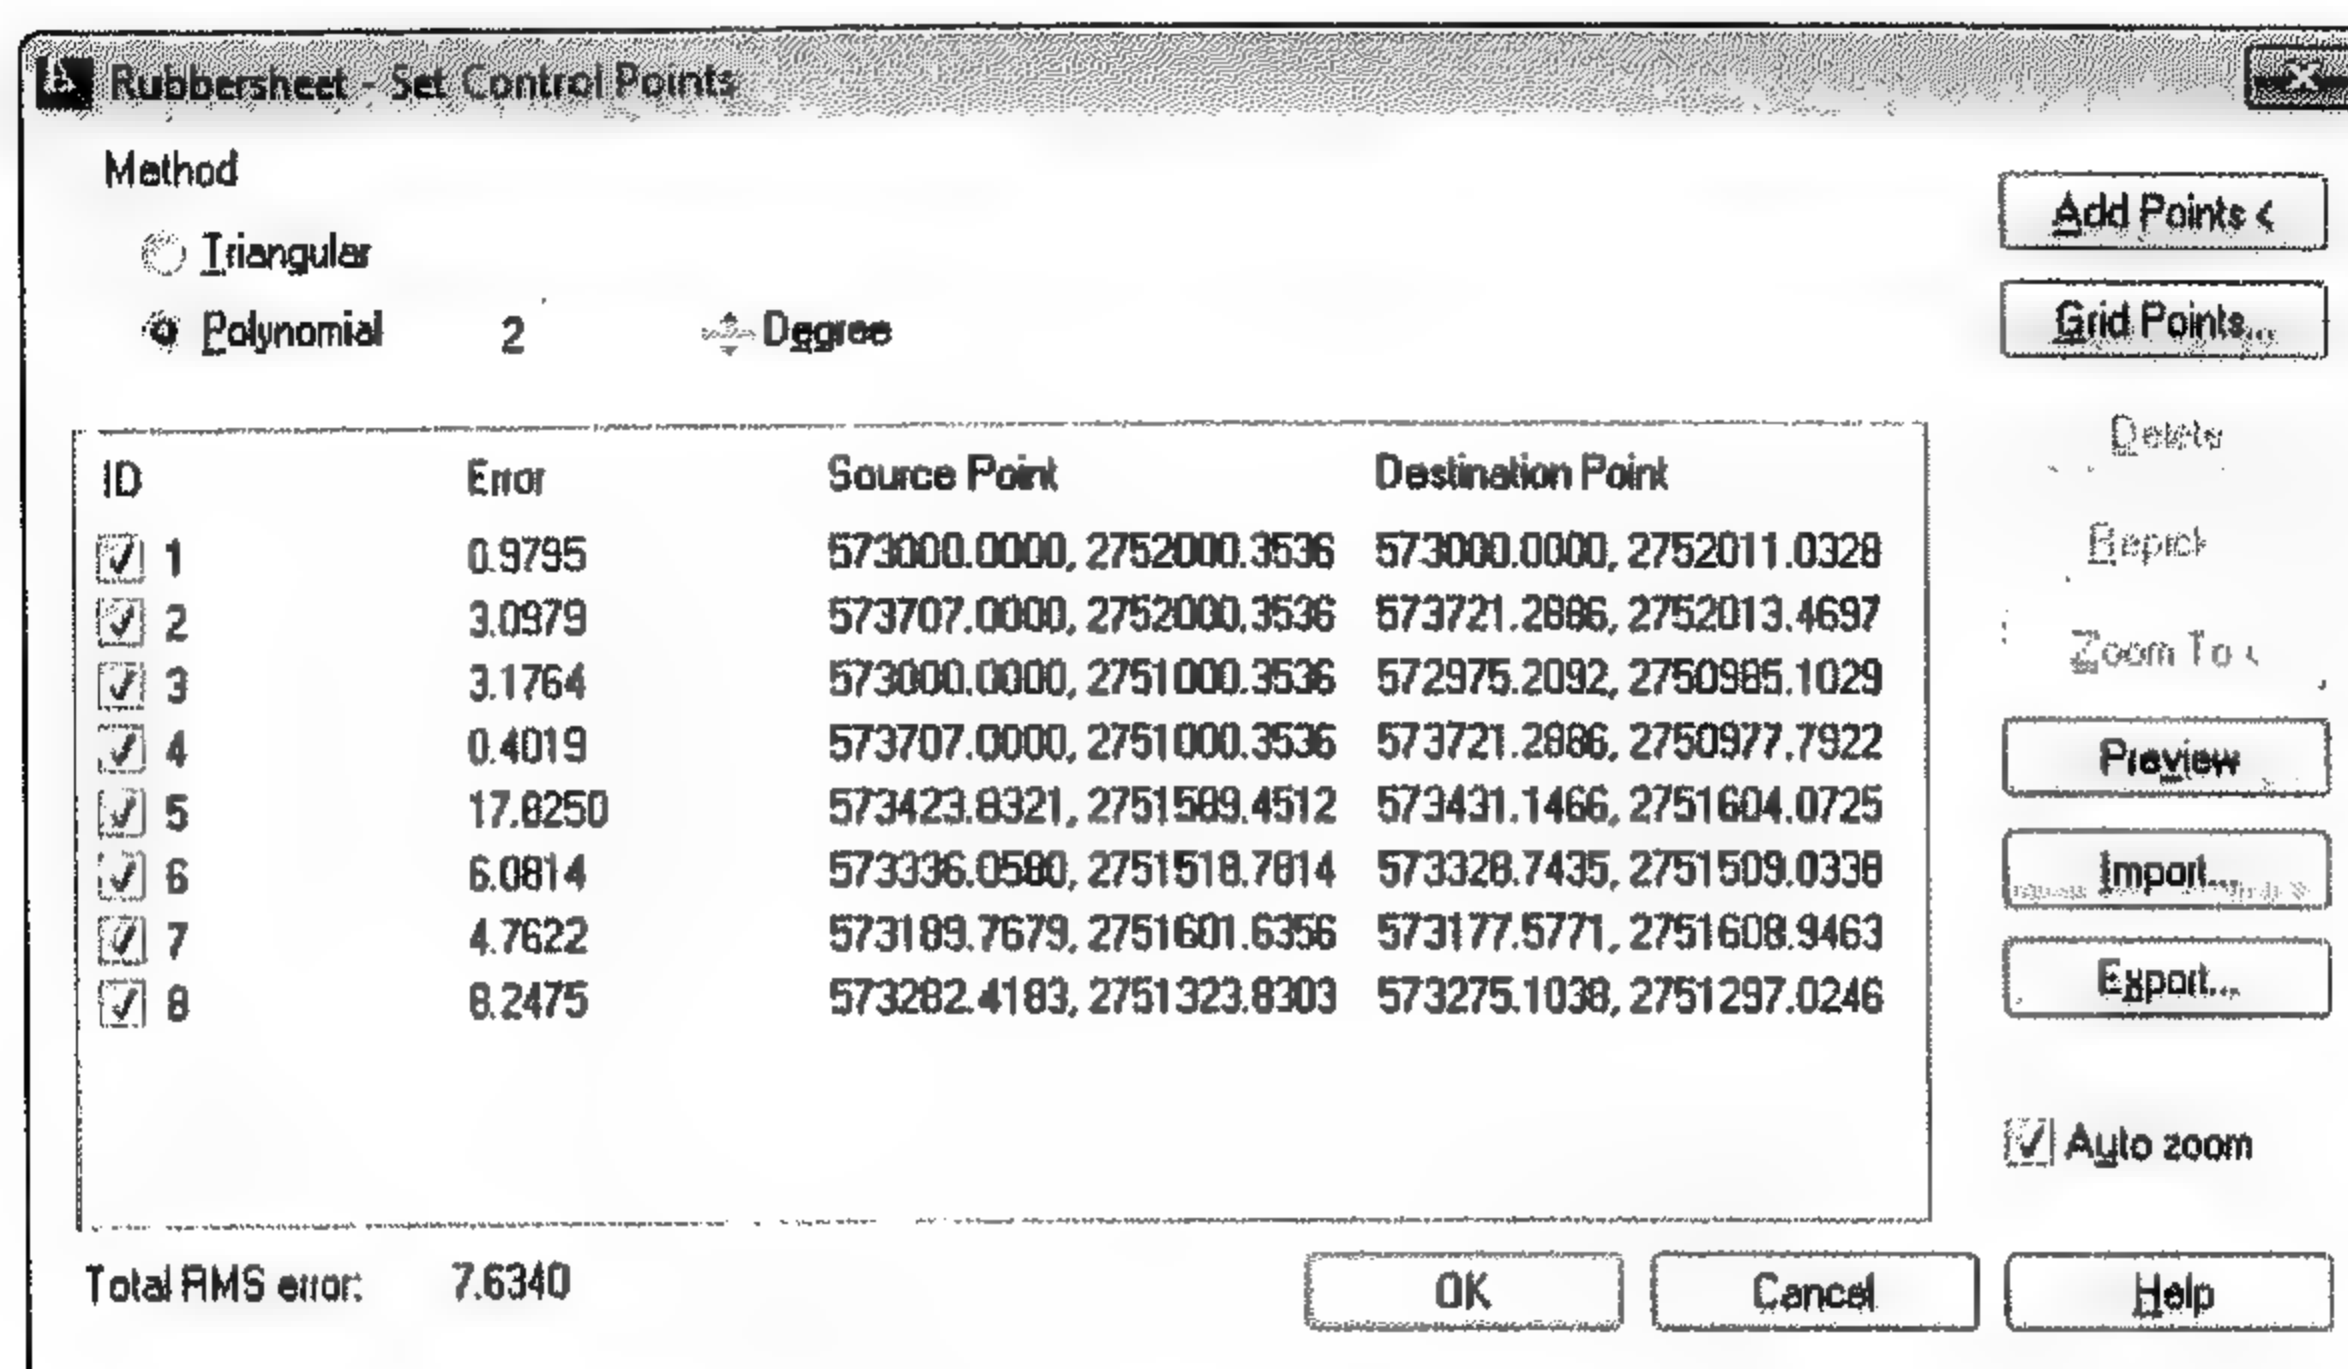 Rubbersheet - Set Control Points
Method
Triangular
Polynomial 2 Degree
Add Points <
Grid Points...
Delete
Repick
Zoom To <
Preview
Import...
Export...
Auto zoom
ID Error Source Point Destination Point
1 0.9795 573000.0000, 2752000.3536 573000.0000, 2752011.0328
2 3.0979 573707.0000, 2752000.3536 573721.2886, 2752013.4697
3 3.1764 573000.0000, 2751000.3536 572975.2092, 2750985.1029
4 0.4019 573707.0000, 2751000.3536 573721.2886, 2750977.7922
5 17.8250 573423.8321, 2751589.4512 573431.1466, 2751604.0725
6 6.0814 573336.0580, 2751518.7814 573328.7435, 2751509.0338
7 4.7622 573189.7679, 2751601.6356 573177.5771, 2751608.9463
8 8.2475 573282.4183, 2751323.8303 573275.1038, 2751297.0246
Total RMS error: 7.6340
OK Cancel Help